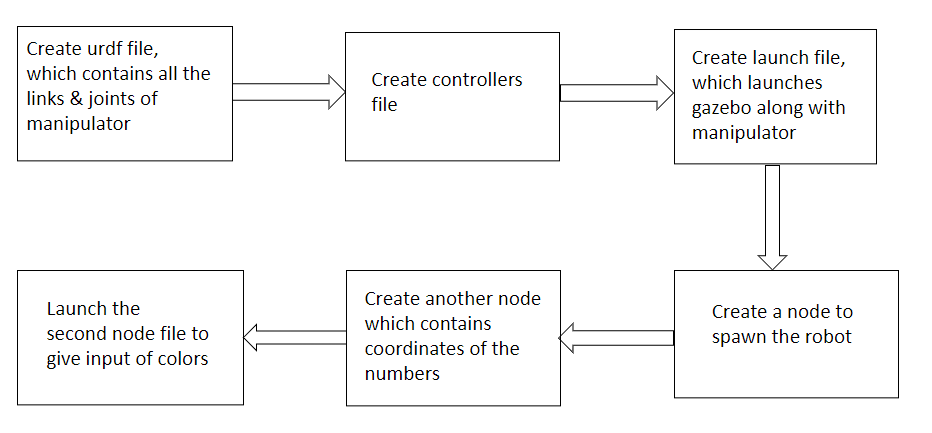 Create urdf file,
which contains all the
links & joints of
manipulator
Create controllers
file
Create launch file,
which launches
gazebo along with
manipulator
Create a node to
spawn the robot
Create another node
which contains
coordinates of the
numbers
Launch the
second node file to
give input of colors